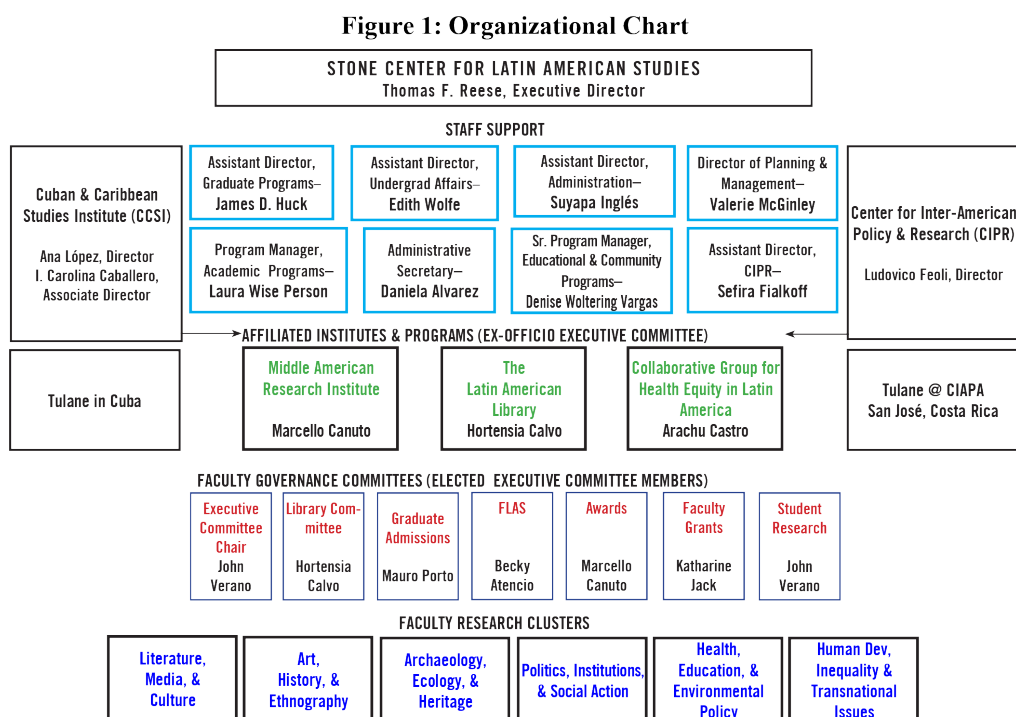 Figure 1: Organizational Chart
STONE CENTER FOR LATIN AMERICAN STUDIES
Thomas F. Reese, Executive Director
STAFF SUPPORT
Cuban & Caribbean
Studies Institute (CCSI)
Ana López, Director
I. Carolina Caballero,
Associate Director
Assistant Director,
Graduate Programs–
James D. Huck
Assistant Director,
Undergrad Affairs–
Edith Wolfe
Assistant Director,
Administration–
Suyapa Inglés
Director of Planning &
Management–
Valerie McGinley
Program Manager,
Academic Programs–
Laura Wise Person
Administrative
Secretary–
Daniela Alvarez
Sr. Program Manager,
Educational & Community
Programs–
Denise Woltering Vargas
Assistant Director,
CIPR–
Sefira Fialkoff
Center for Inter-American
Policy & Research (CIPR)
Ludovico Feoli, Director
AFFILIATED INSTITUTES & PROGRAMS (EX-OFFICIO EXECUTIVE COMMITTEE)
Tulane in Cuba
Middle American
Research Institute
Marcello Canuto
The
Latin American
Library
Hortensia Calvo
Collaborative Group for
Health Equity in Latin
America
Arachu Castro
Tulane @ CIAPA
San José, Costa Rica
FACULTY GOVERNANCE COMMITTEES (ELECTED EXECUTIVE COMMITTEE MEMBERS)
Executive
Committee
Chair
John
Verano
Library Com-
mittee
Hortensia
Calvo
Graduate
Admissions
Mauro Porto
FLAS
Becky
Atencio
Awards
Marcello
Canuto
Faculty
Grants
Katharine
Jack
Student
Research
John
Verano
FACULTY RESEARCH CLUSTERS
Literature,
Media, &
Culture
Art,
History, &
Ethnography
Archaeology,
Ecology, &
Heritage
Politics, Institutions,
& Social Action
Health,
Education, &
Environmental
Policy
Human Dev,
Inequality &
Transnational
Issues